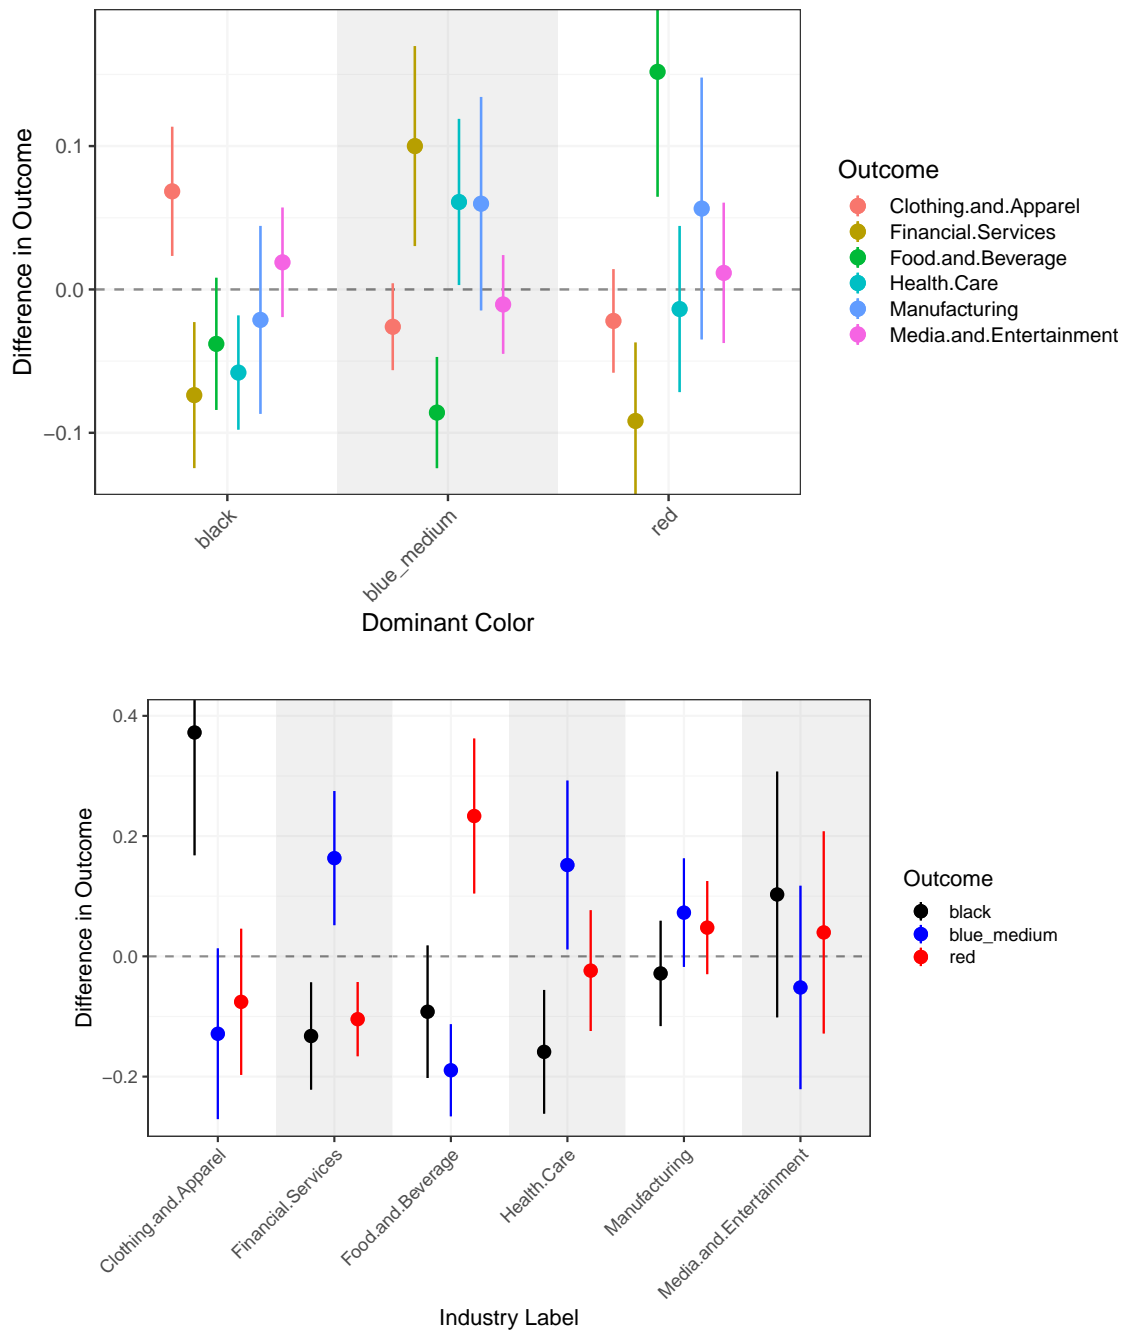 Difference in Outcome
0.1
0.0
−0.1
black
blue_medium
red
Dominant Color
Outcome
Clothing.and.Apparel
Financial.Services
Food.and.Beverage
Health.Care
Manufacturing
Media.and.Entertainment
Difference in Outcome
0.4
0.2
0.0
−0.2
Clothing.and.Apparel
Financial.Services
Food.and.Beverage
Health.Care
Manufacturing
Media.and.Entertainment
Industry Label
Outcome
black
blue_medium
red